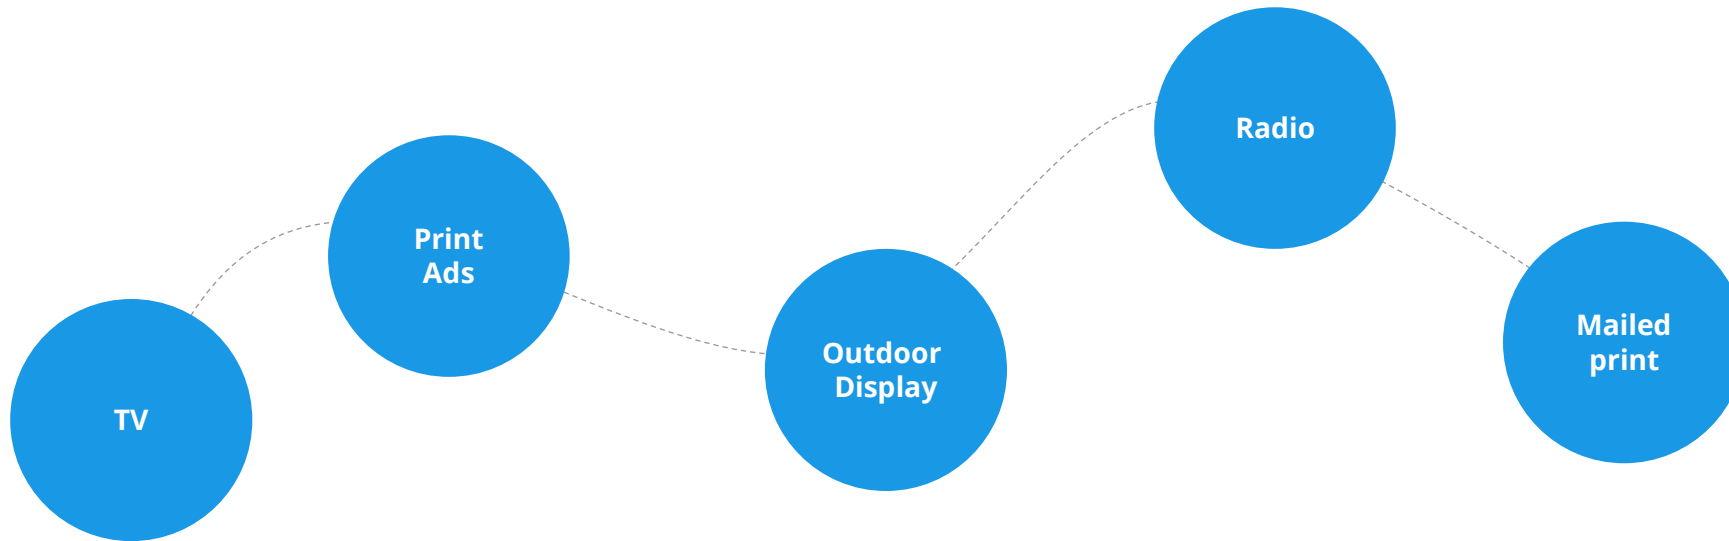 TV
Print
Ads
Outdoor
Display
Radio
Mailed
print